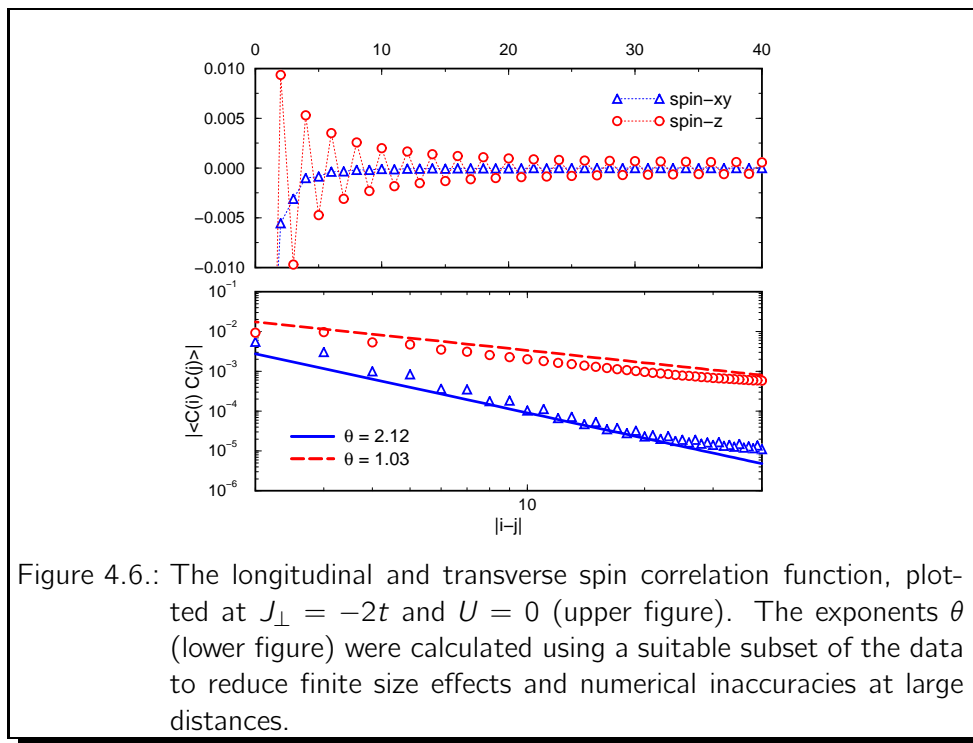 0 10 20 30 40
0.010
0.005
0.000
−0.005
−0.010
spin−xy
spin−z
10⁻¹
10⁻²
10⁻³
10⁻⁴
10⁻⁵
10⁻⁶
|<C(i) C(j)>|
θ = 2.12
θ = 1.03
10
|i−j|
Figure 4.6.: The longitudinal and transverse spin correlation function, plot-
ted at J⊥ = −2t and U = 0 (upper figure). The exponents θ
(lower figure) were calculated using a suitable subset of the data
to reduce finite size effects and numerical inaccuracies at large
distances.